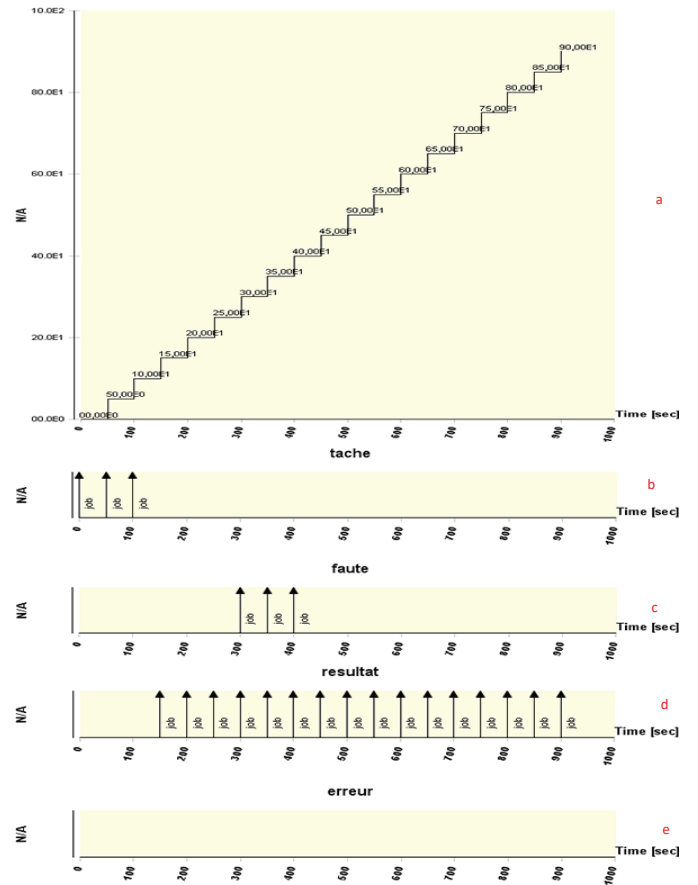 10.0E2
80.0E1
60.0E1
40.0E1
20.0E1
00.0E0
N/A
00,00E0
50,00E0
10,00E1
15,00E1
20,00E1
25,00E1
30,00E1
35,00E1
40,00E1
45,00E1
50,00E1
55,00E1
60,00E1
65,00E1
70,00E1
75,00E1
80,00E1
85,00E1
90,00E1
a
Time [sec]
0 100 200 300 400 500 600 700 800 900 1000
tache
N/A
job job job
b
Time [sec]
0 100 200 300 400 500 600 700 800 900 1000
faute
N/A
job job job
c
Time [sec]
0 100 200 300 400 500 600 700 800 900 1000
resultat
N/A
job job job job job job job job job job job job job job job job
d
Time [sec]
0 100 200 300 400 500 600 700 800 900 1000
erreur
N/A
e
Time [sec]
0 100 200 300 400 500 600 700 800 900 1000